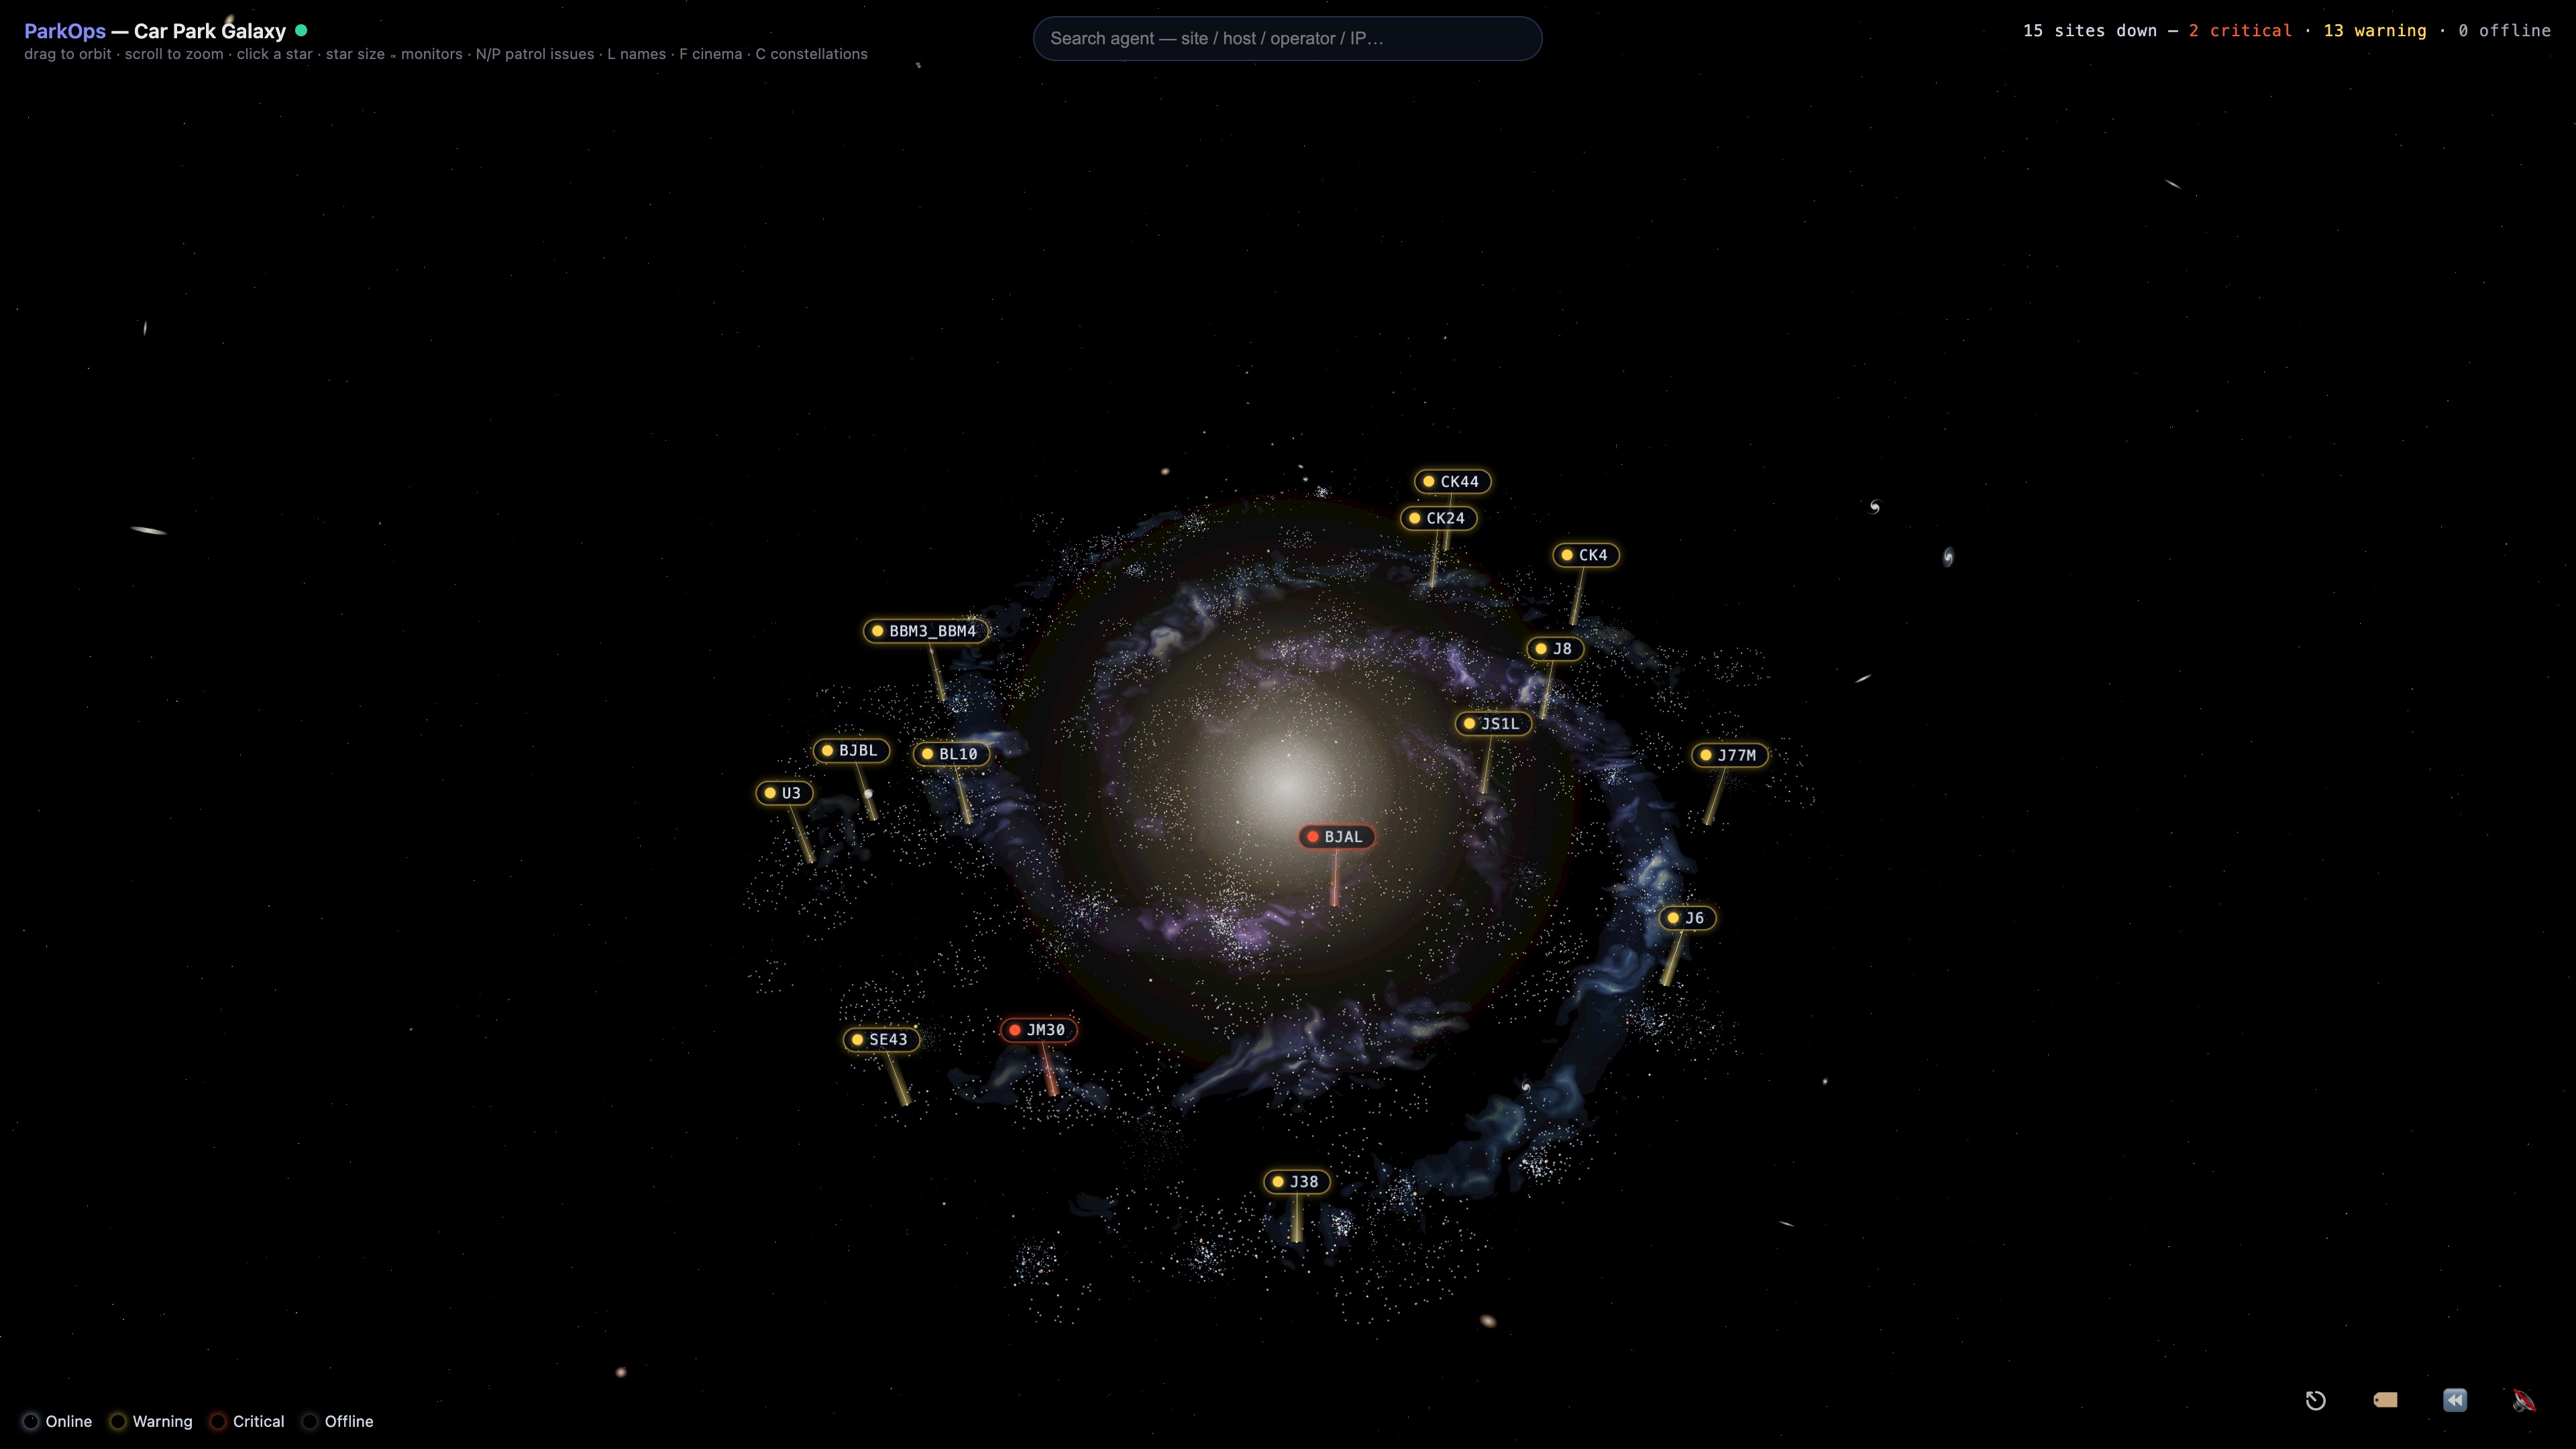 ParkOps — Car Park Galaxy
drag to orbit · scroll to zoom · click a star · star size ∝ monitors · N/P patrol issues · L names · F cinema · C constellations
Search agent — site / host / operator / IP…
15 sites down — 2 critical · 13 warning · 0 offline
CK44
CK24
CK4
BBM3_BBM4
J8
JS1L
BJBL
BL10
J77M
U3
BJAL
J6
JM30
SE43
J38
Online
Warning
Critical
Offline